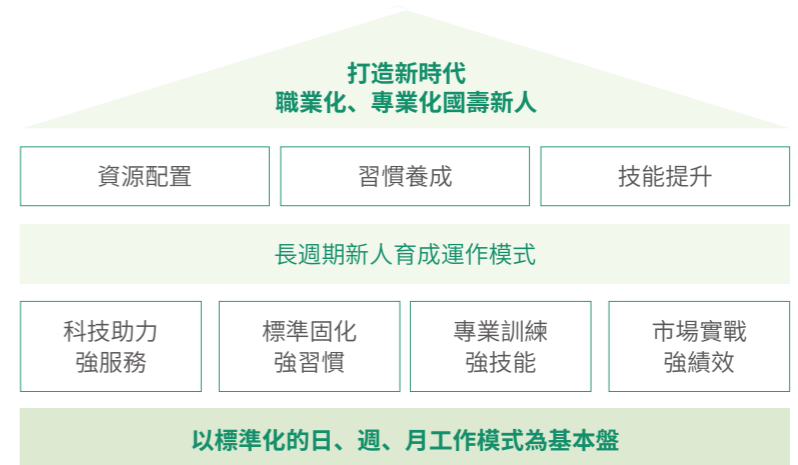 打造新時代
職業化、專業化國壽新人
資源配置
習慣養成
技能提升
長週期新人育成運作模式
科技助力
強服務
標準固化
強習慣
專業訓練
強技能
市場實戰
強績效
以標準化的日、週、月工作模式為基本盤